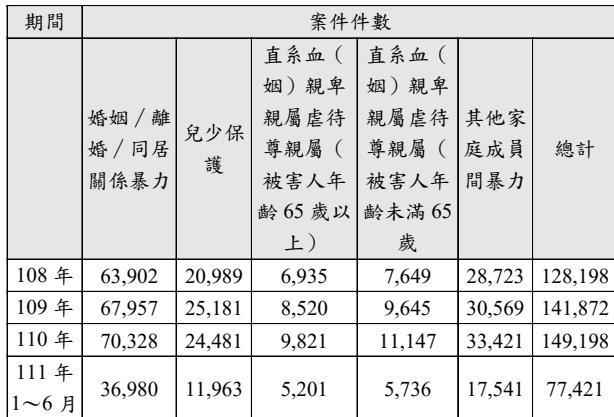 期間 案件件數
婚姻／離婚／同居關係暴力 兒少保護 直系血（姻）親卑親屬虐待尊親屬（被害人年齡 65 歲以上） 直系血（姻）親卑親屬虐待尊親屬（被害人年齡未滿 65 歲 其他家庭成員間暴力 總計
108 年 63,902 20,989 6,935 7,649 28,723 128,198
109 年 67,957 25,181 8,520 9,645 30,569 141,872
110 年 70,328 24,481 9,821 11,147 33,421 149,198
111 年 1～6 月 36,980 11,963 5,201 5,736 17,541 77,421